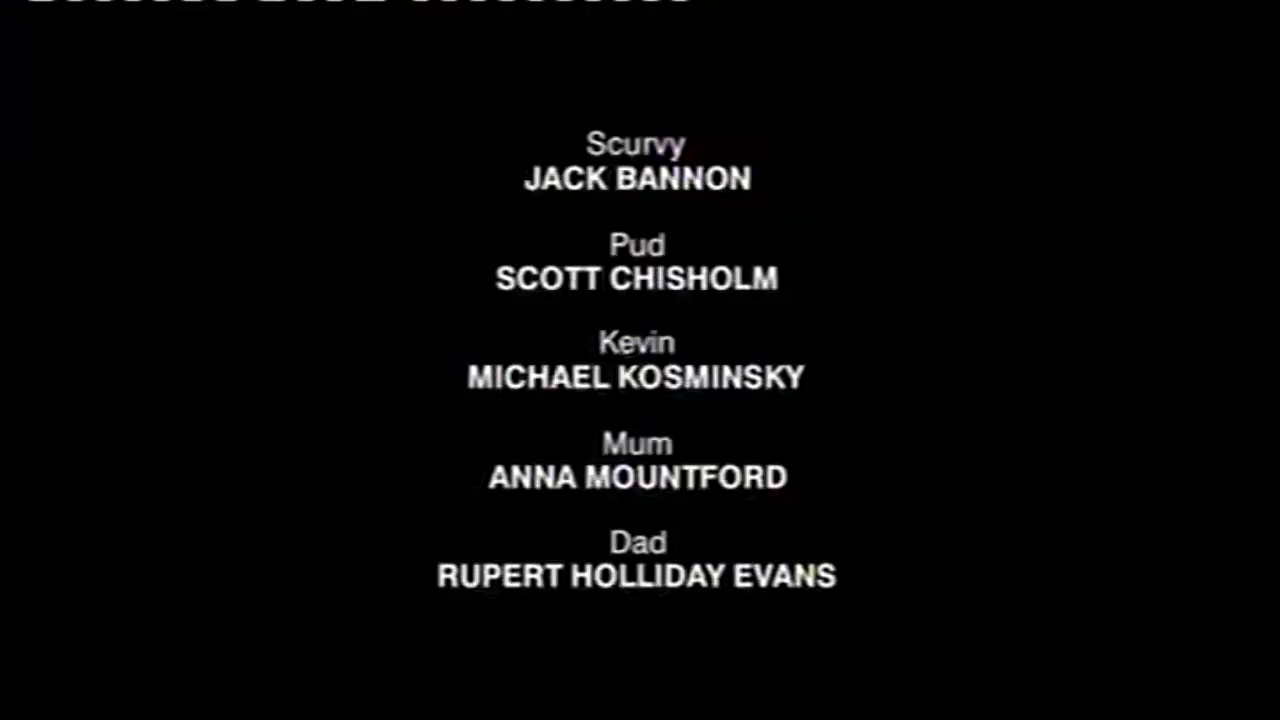 Scurvy
JACK BANNON
Pud
SCOTT CHISHOLM
Kevin
MICHAEL KOSMINSKY
Mum
ANNA MOUNTFORD
Dad
RUPERT HOLLIDAY EVANS